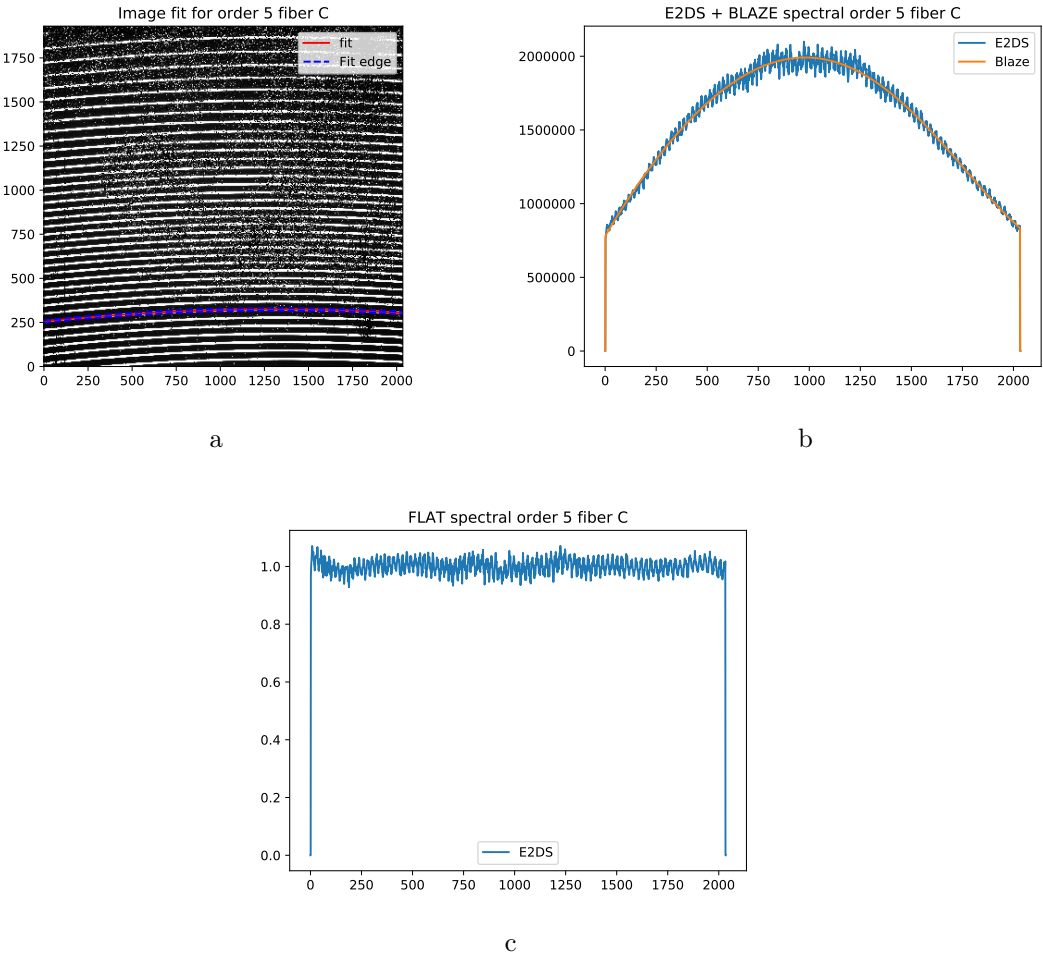 Image fit for order 5 fiber C
fit
Fit edge
1750
1500
1250
1000
750
500
250
0
0 250 500 750 1000 1250 1500 1750 2000
a
E2DS + BLAZE spectral order 5 fiber C
E2DS
Blaze
2000000
1500000
1000000
500000
0
0 250 500 750 1000 1250 1500 1750 2000
b
FLAT spectral order 5 fiber C
1.0
0.8
0.6
0.4
0.2
0.0
E2DS
0 250 500 750 1000 1250 1500 1750 2000
c